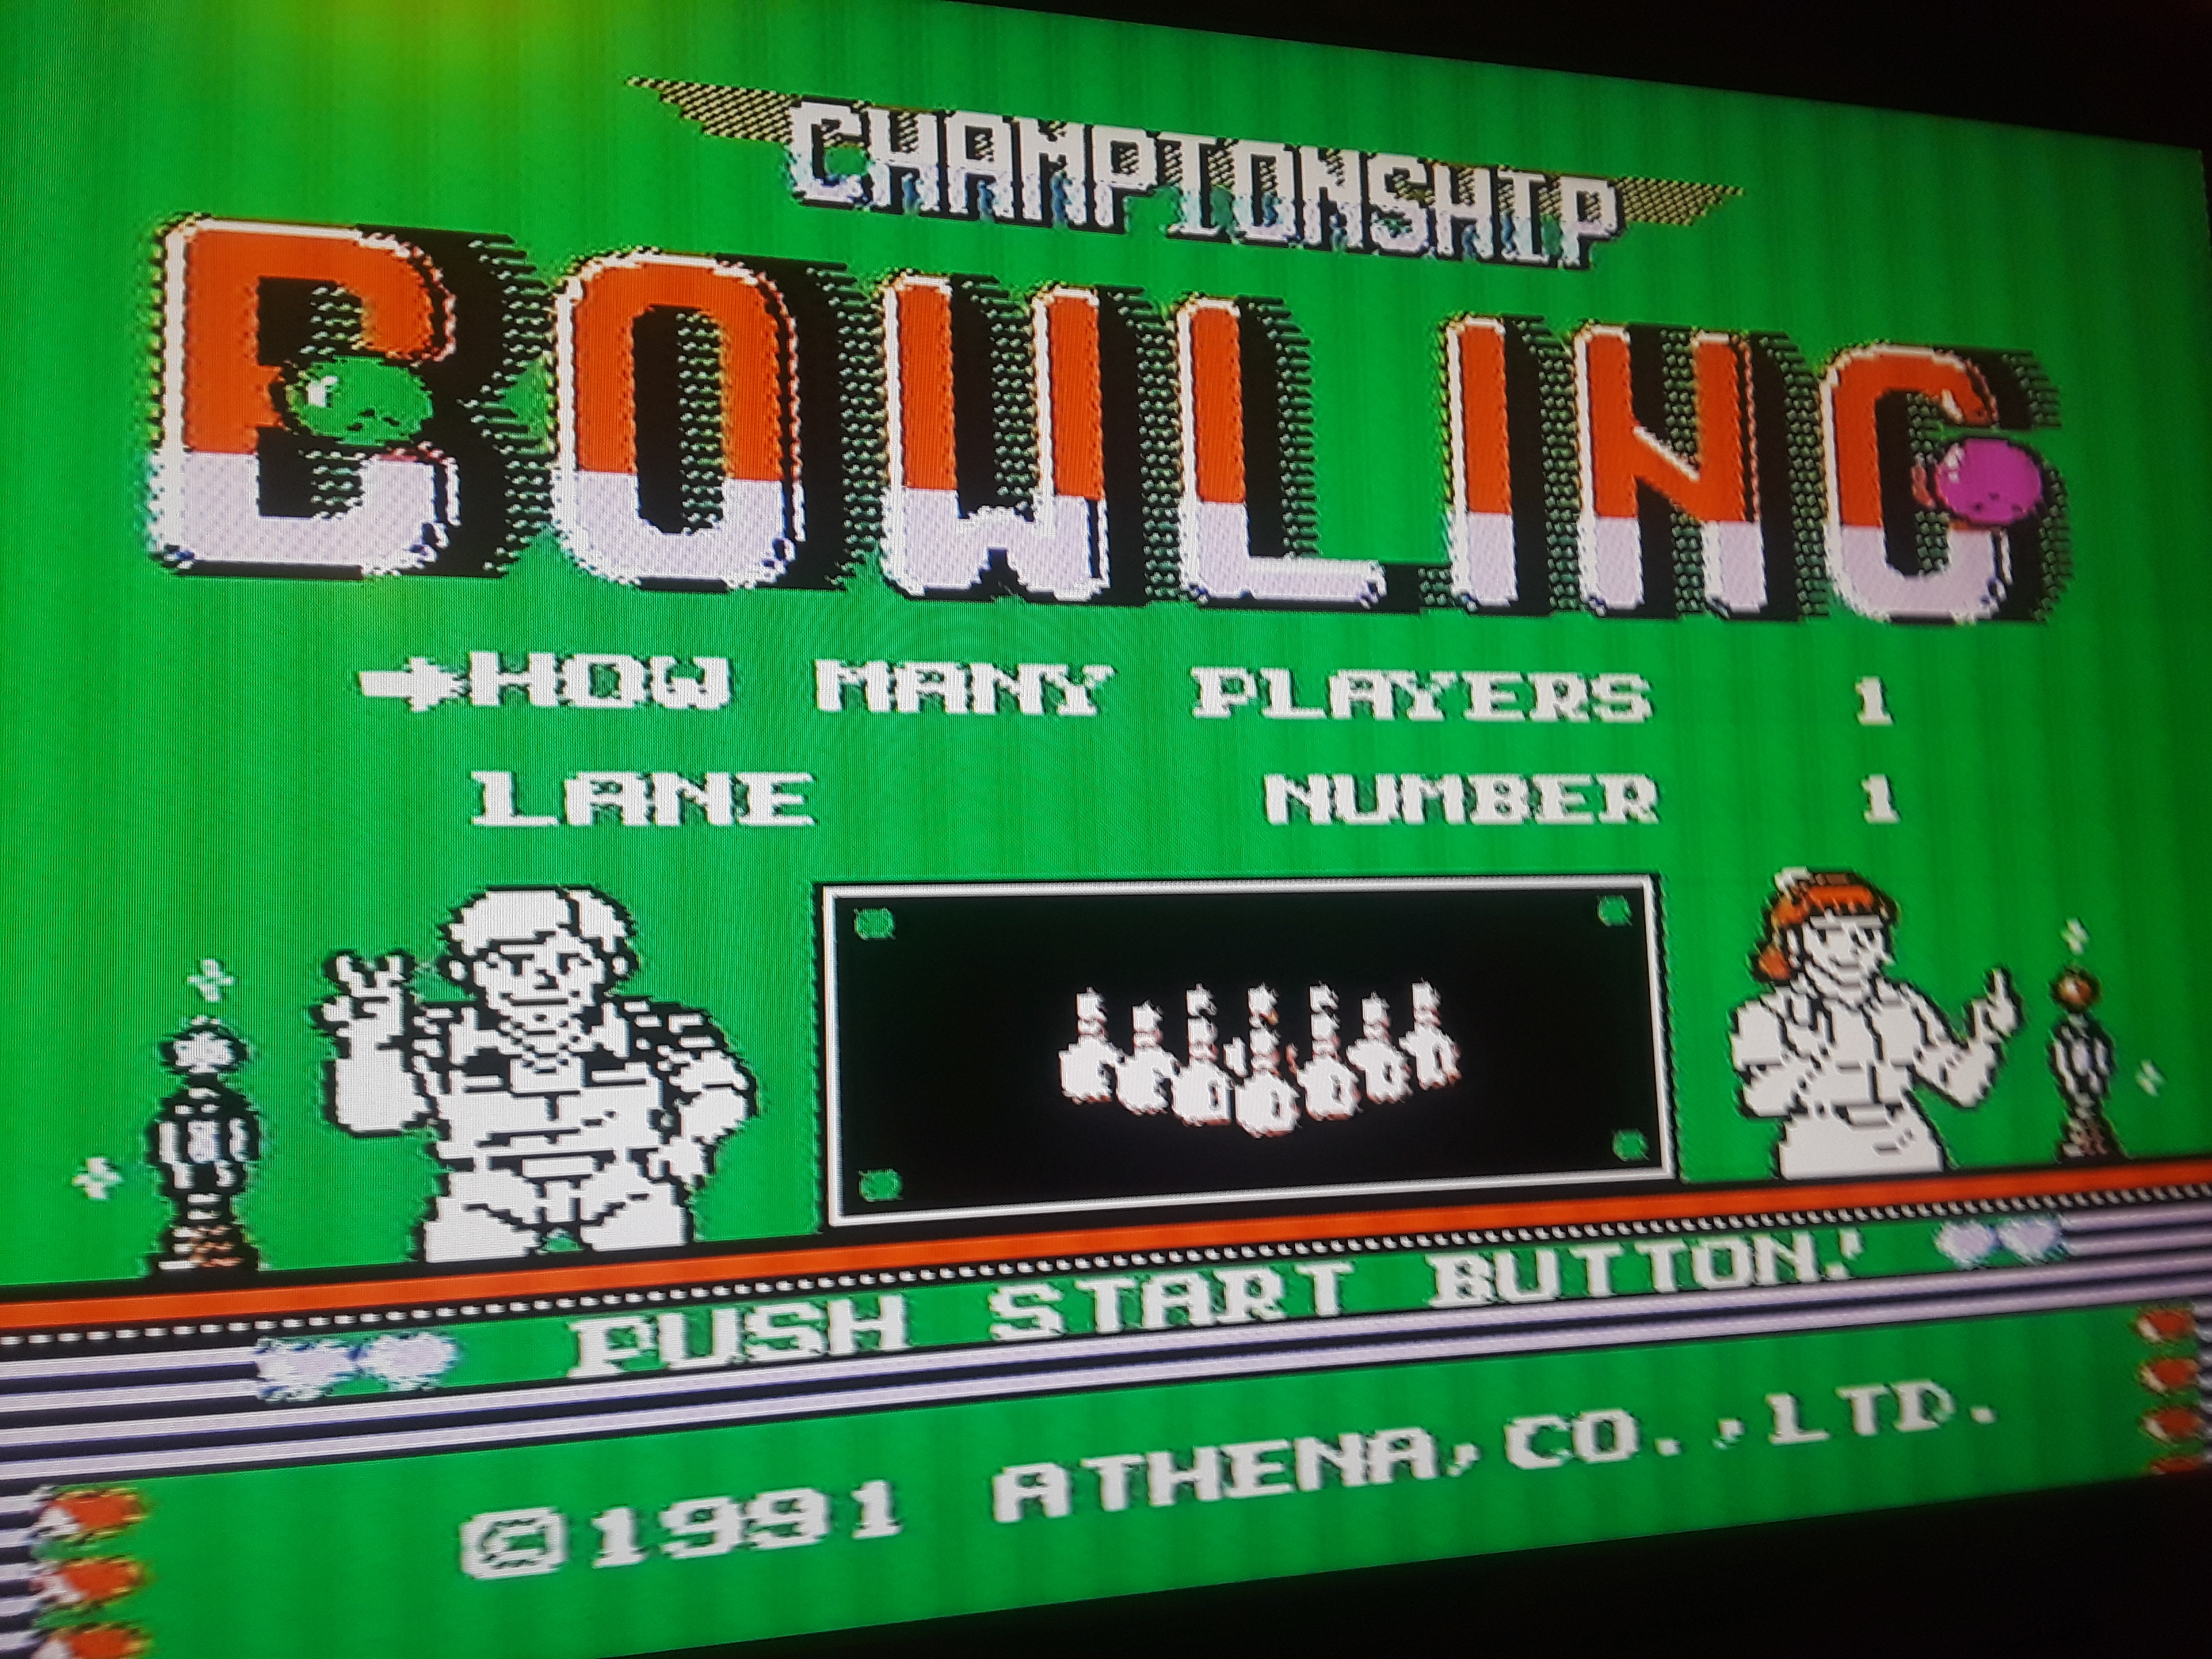 CHAMPIONSHIP
BOWLING
HOW MANY PLAYERS 1
LANE NUMBER 1
PUSH START BUTTON!
©1991 ATHENA,CO.,LTD.